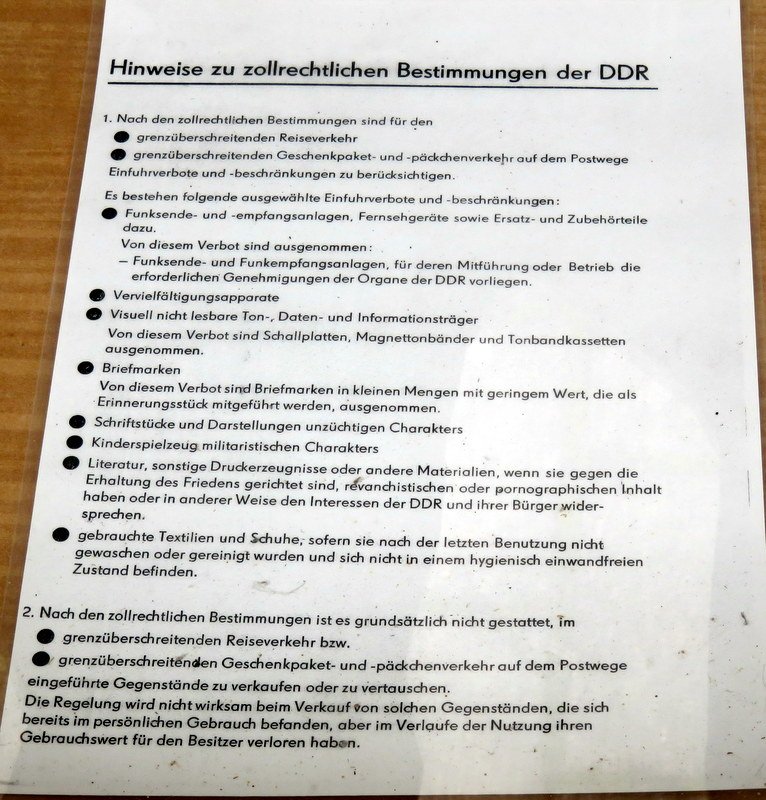 Hinweise zu zollrechtlichen Bestimmungen der DDR
1. Nach den zollrechtlichen Bestimmungen sind für den
● grenzüberschreitenden Reiseverkehr
● grenzüberschreitenden Geschenkpaket- und -päckchenverkehr auf dem Postwege
Einfuhrverbote und -beschränkungen zu berücksichtigen.
Es bestehen folgende ausgewählte Einfuhrverbote und -beschränkungen:
● Funksende- und -empfangsanlagen, Fernsehgeräte sowie Ersatz- und Zubehörteile
dazu.
Von diesem Verbot sind ausgenommen:
– Funksende- und Funkempfangsanlagen, für deren Mitführung oder Betrieb die
erforderlichen Genehmigungen der Organe der DDR vorliegen.
● Vervielfältigungsapparate
● Visuell nicht lesbare Ton-, Daten- und Informationsträger
Von diesem Verbot sind Schallplatten, Magnettonbänder und Tonbandkassetten
ausgenommen.
● Briefmarken
Von diesem Verbot sind Briefmarken in kleinen Mengen mit geringem Wert, die als
Erinnerungsstück mitgeführt werden, ausgenommen.
● Schriftstücke und Darstellungen unzüchtigen Charakters
● Kinderspielzeug militaristischen Charakters
● Literatur, sonstige Druckerzeugnisse oder andere Materialien, wenn sie gegen die
Erhaltung des Friedens gerichtet sind, revanchistischen oder pornographischen Inhalt
haben oder in anderer Weise den Interessen der DDR und ihrer Bürger wider-
sprechen.
● gebrauchte Textilien und Schuhe, sofern sie nach der letzten Benutzung nicht
gewaschen oder gereinigt wurden und sich nicht in einem hygienisch einwandfreien
Zustand befinden.
2. Nach den zollrechtlichen Bestimmungen ist es grundsätzlich nicht gestattet, im
● grenzüberschreitenden Reiseverkehr bzw.
● grenzüberschreitenden Geschenkpaket- und -päckchenverkehr auf dem Postwege
eingeführte Gegenstände zu verkaufen oder zu vertauschen.
Die Regelung wird nicht wirksam beim Verkauf von solchen Gegenständen, die sich
bereits im persönlichen Gebrauch befanden, aber im Verlaufe der Nutzung ihren
Gebrauchswert für den Besitzer verloren haben.